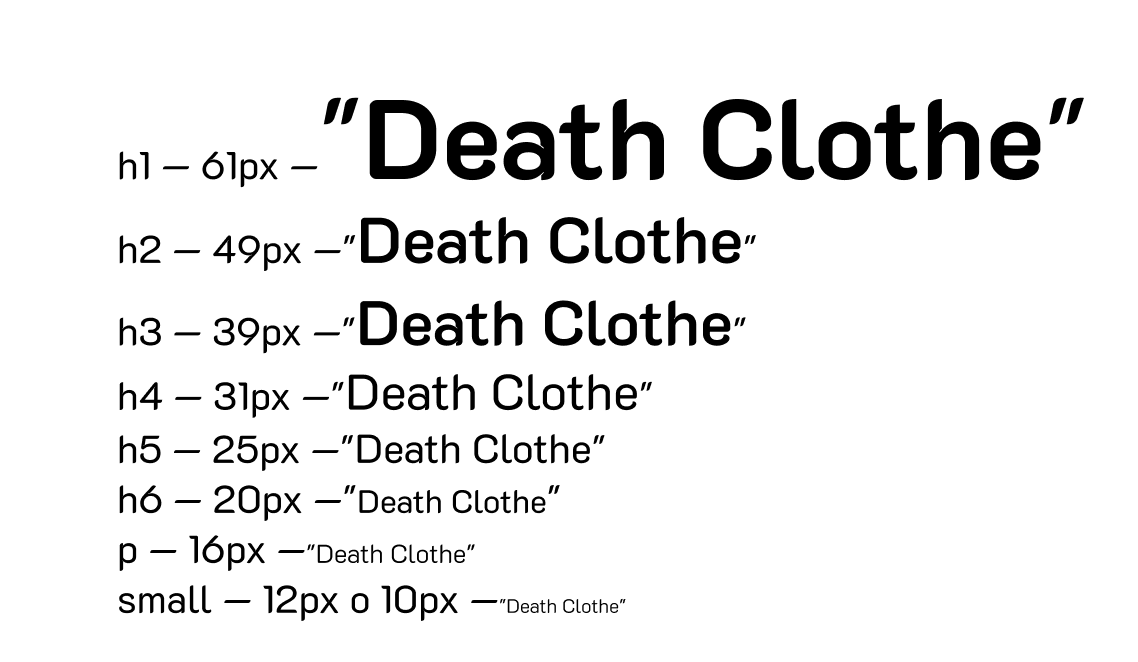 h1 — 61px — "Death Clothe"
h2 — 49px —"Death Clothe"
h3 — 39px —"Death Clothe"
h4 — 31px —"Death Clothe"
h5 — 25px —"Death Clothe"
h6 — 20px —"Death Clothe"
p — 16px —"Death Clothe"
small — 12px o 10px —"Death Clothe"